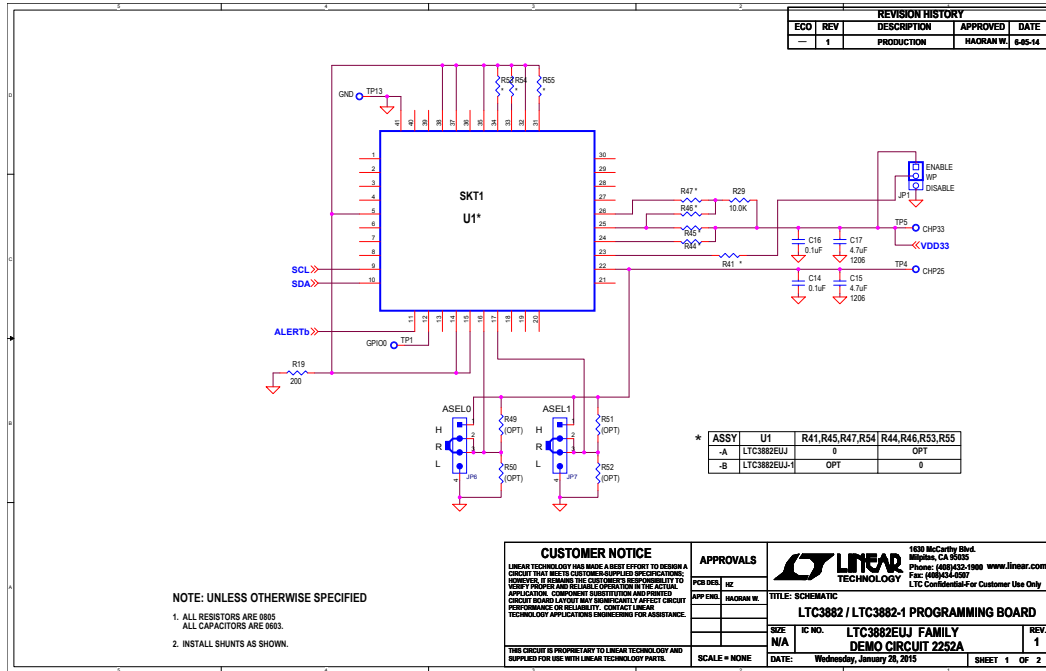 REVISION HISTORY
ECO REV DESCRIPTION APPROVED DATE
— 1 PRODUCTION HAORAN W. 6-05-14
GND TP13
R53 R54 R55
* * *
41 40 39 38 37 36 35 34 33 32 31
1
2
3
4
5
6
7
8
9
10
SKT1
U1*
30
29
28
27
26
25
24
23
22
21
11 12 13 14 15 16 17 18 19 20
R47 * R29
10.0K
R46 *
R45 *
R44 *
R41 *
ENABLE
WP
DISABLE
JP1
TP5 CHP33
VDD33
C16
0.1uF
C17
4.7uF
1206
TP4 CHP25
C14
0.1uF
C15
4.7uF
1206
SCL
SDA
ALERTb
GPIO0 TP1
R19
200
ASEL0
H
R
L
1
2
3
4
JP6
R49
(OPT)
R50
(OPT)
ASEL1
H
R
L
1
2
3
4
JP7
R51
(OPT)
R52
(OPT)
* ASSY U1 R41,R45,R47,R54 R44,R46,R53,R55
-A LTC3882EUJ 0 OPT
-B LTC3882EUJ-1 OPT 0
NOTE: UNLESS OTHERWISE SPECIFIED
1. ALL RESISTORS ARE 0805
ALL CAPACITORS ARE 0603.
2. INSTALL SHUNTS AS SHOWN.
CUSTOMER NOTICE
LINEAR TECHNOLOGY HAS MADE A BEST EFFORT TO DESIGN A
CIRCUIT THAT MEETS CUSTOMER-SUPPLIED SPECIFICATIONS;
HOWEVER, IT REMAINS THE CUSTOMER'S RESPONSIBILITY TO
VERIFY PROPER AND RELIABLE OPERATION IN THE ACTUAL
APPLICATION. COMPONENT SUBSTITUTION AND PRINTED
CIRCUIT BOARD LAYOUT MAY SIGNIFICANTLY AFFECT CIRCUIT
PERFORMANCE OR RELIABILITY. CONTACT LINEAR
TECHNOLOGY APPLICATIONS ENGINEERING FOR ASSISTANCE.
THIS CIRCUIT IS PROPRIETARY TO LINEAR TECHNOLOGY AND
SUPPLIED FOR USE WITH LINEAR TECHNOLOGY PARTS.
APPROVALS
PCB DES. HZ
APP ENG. HAORAN W.
SCALE = NONE
LINEAR
TECHNOLOGY
1630 McCarthy Blvd.
Milpitas, CA 95035
Phone: (408)432-1900 www.linear.com
Fax: (408)434-0507
LTC Confidential-For Customer Use Only
TITLE: SCHEMATIC
LTC3882 / LTC3882-1 PROGRAMMING BOARD
SIZE
N/A
IC NO.
LTC3882EUJ FAMILY
DEMO CIRCUIT 2252A
REV.
1
DATE: Wednesday, January 28, 2015 SHEET 1 OF 2